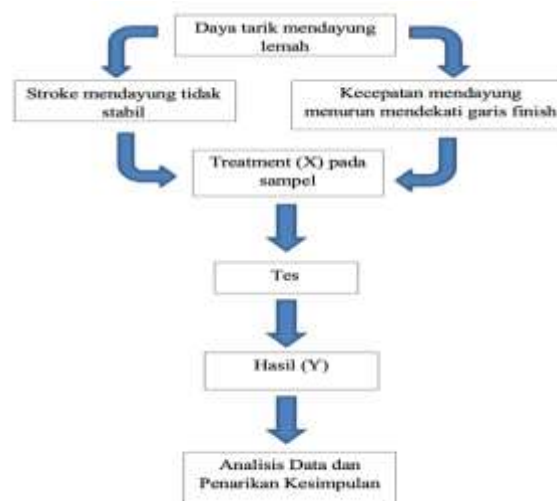 Daya tarik mendayung
lemah
Stroke mendayung tidak
stabil
Kecepatan mendayung
menurun mendekati garis finish
Treatment (X) pada
sampel
Tes
Hasil (Y)
Analisis Data dan
Penarikan Kesimpulan